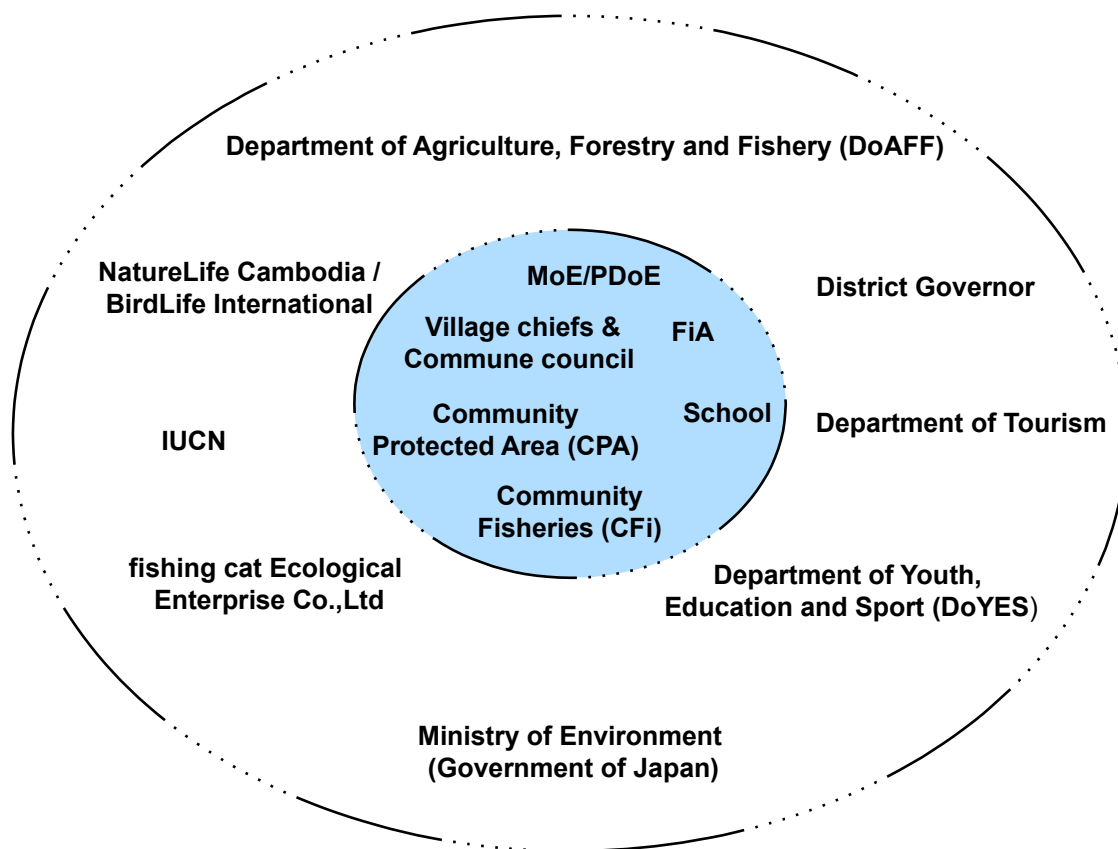 Department of Agriculture, Forestry and Fishery (DoAFF)
NatureLife Cambodia /
BirdLife International
MoE/PDoE
District Governor
Village chiefs &
Commune council
FiA
Community
Protected Area (CPA)
School
Department of Tourism
IUCN
Community
Fisheries (CFi)
fishing cat Ecological
Enterprise Co.,Ltd
Department of Youth,
Education and Sport (DoYES)
Ministry of Environment
(Government of Japan)